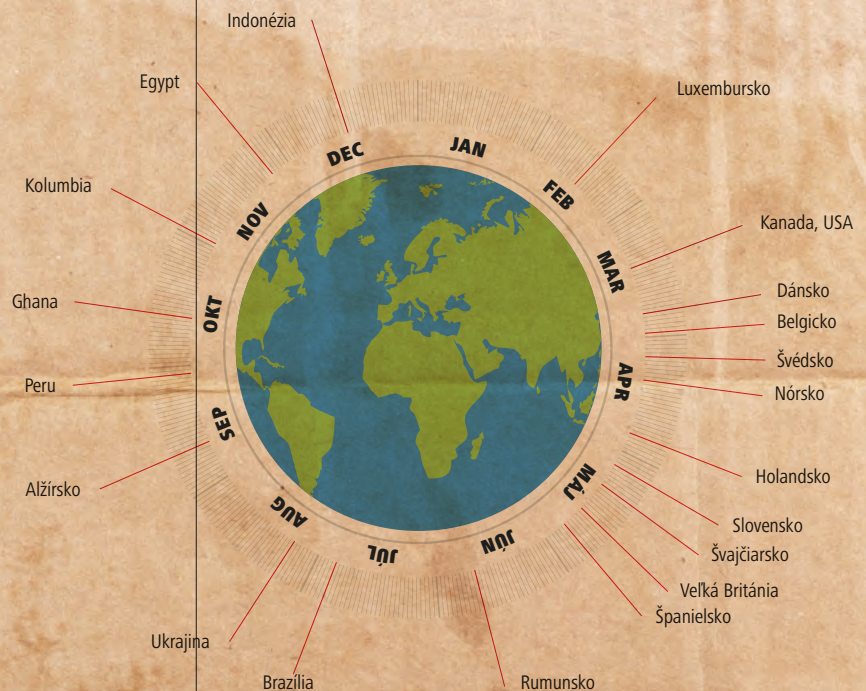 Indonézia
Egypt
Luxembursko
DEC
JAN
Kolumbia
FEB
NOV
Kanada, USA
MAR
Dánsko
Ghana
OKT
Belgicko
Švédsko
Peru
APR
Nórsko
SEP
Holandsko
Alžírsko
MÁJ
AUG
Slovensko
JÚN
JÚL
Švajčiarsko
Veľká Británia
Španielsko
Ukrajina
Brazília
Rumunsko